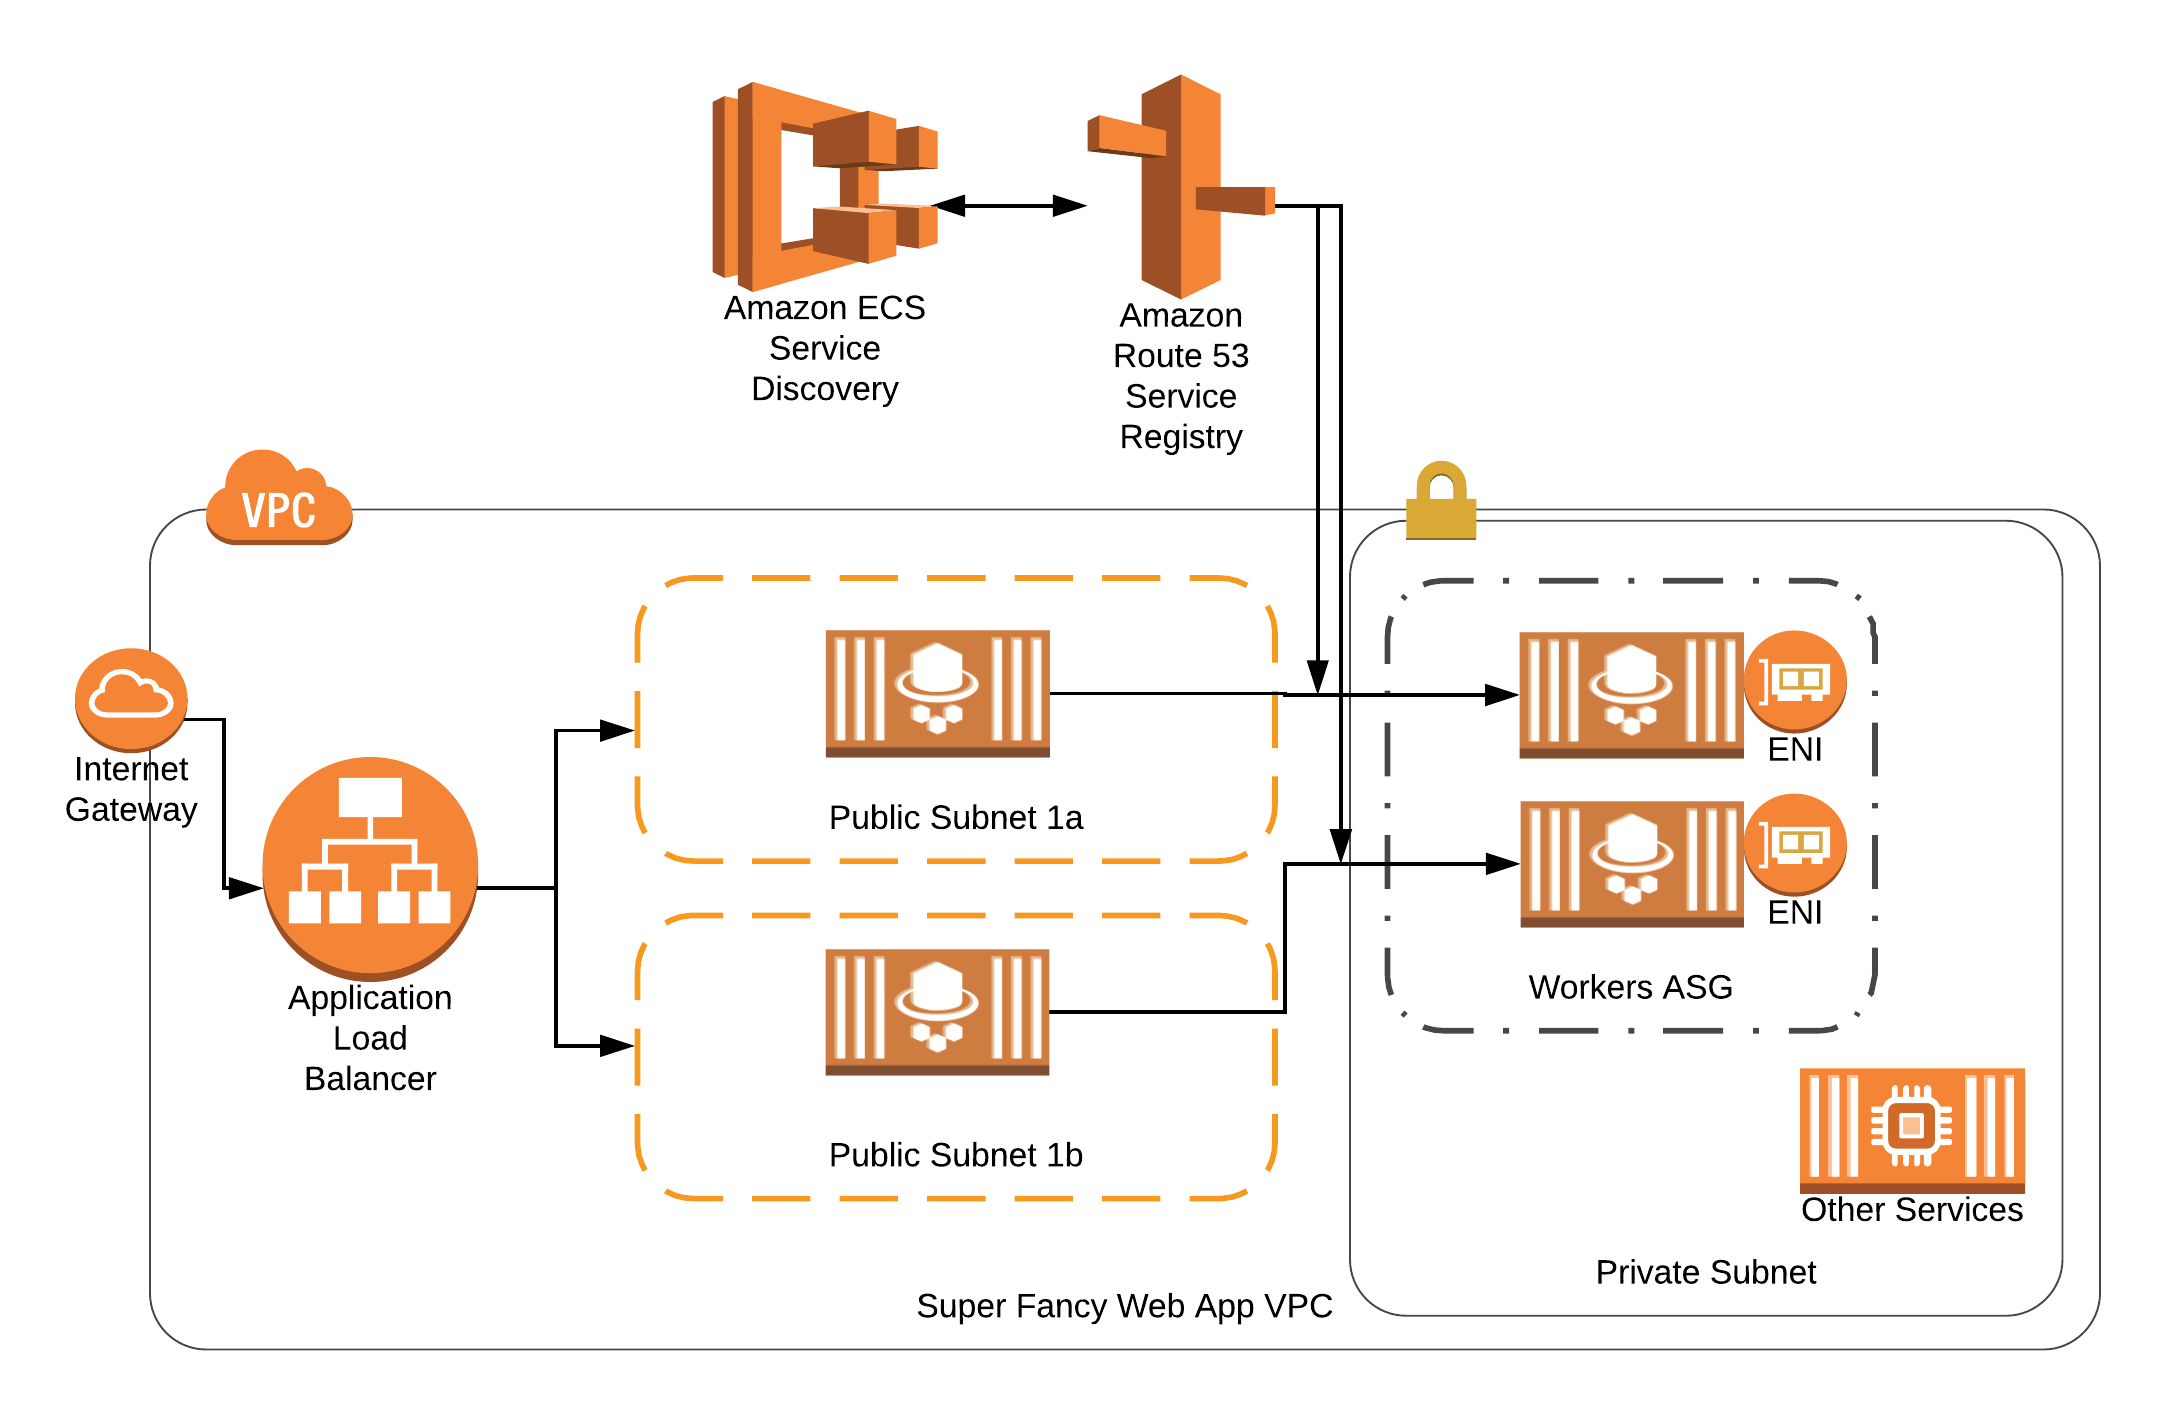 Amazon ECS
Service
Discovery
Amazon
Route 53
Service
Registry
VPC
Internet
Gateway
Application
Load
Balancer
Public Subnet 1a
Public Subnet 1b
ENI
ENI
Workers ASG
Other Services
Private Subnet
Super Fancy Web App VPC